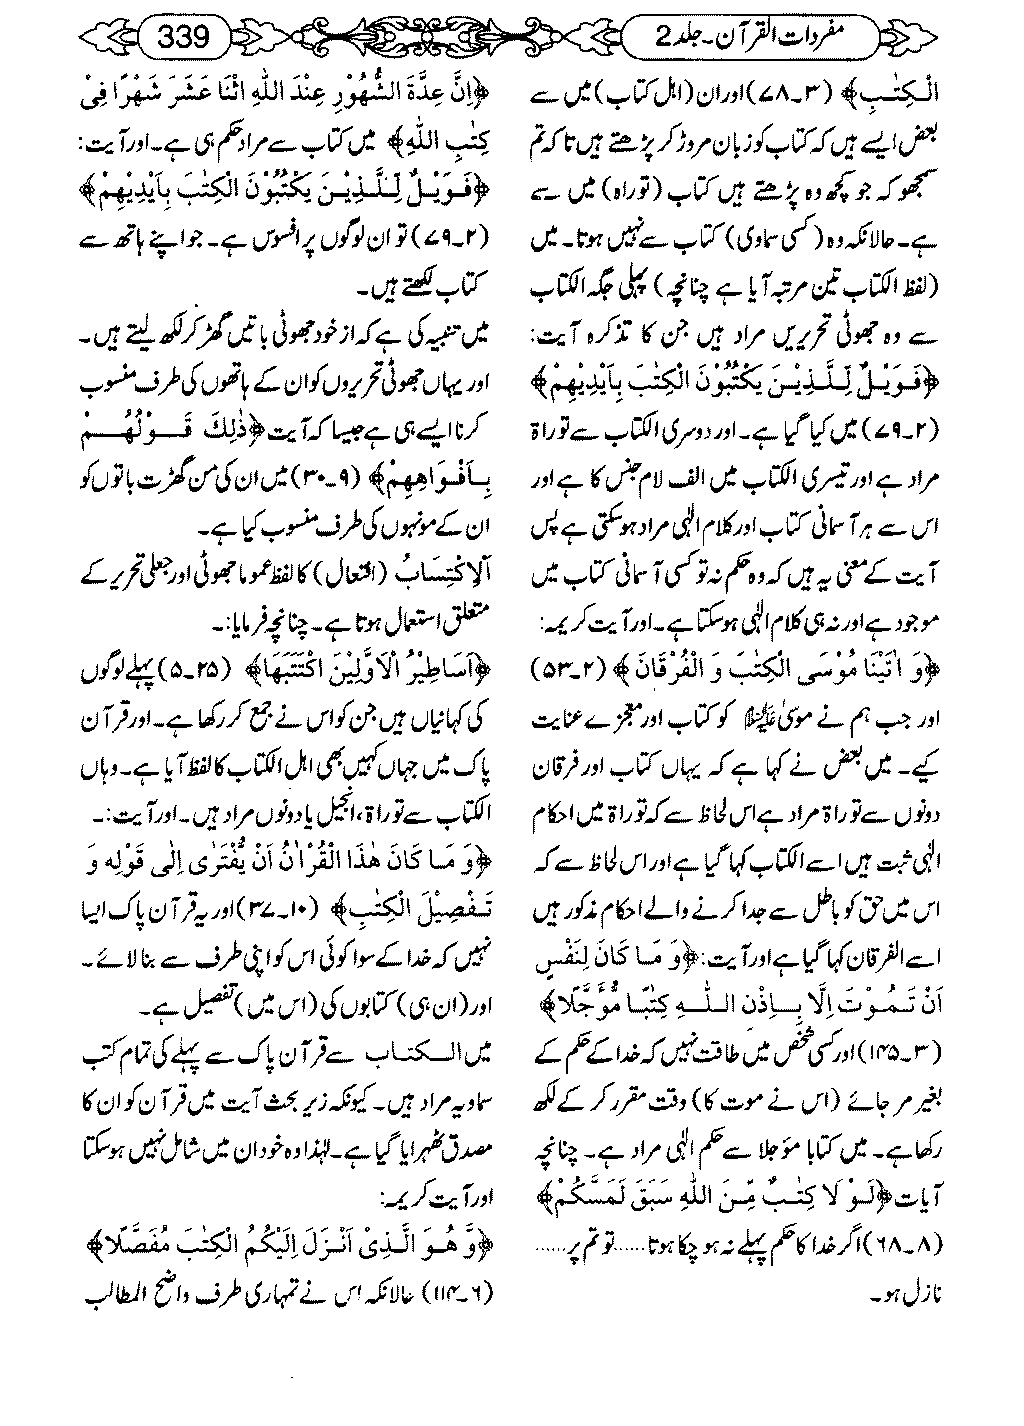 مفردات القرآن۔ جلد 2
339
الْكِتٰبِ﴾ (۳۔۷۸) اور ان (اہل کتاب) میں سے
بعض ایسے ہیں کہ کتاب کو زبان مروڑ کر پڑھتے ہیں تاکہ تم
سمجھو کہ جو کچھ وہ پڑھتے ہیں کتاب (توراہ) میں سے
ہے۔ حالانکہ وہ (کسی سماوی) کتاب سے نہیں ہوتا۔ میں
(لفظ الکتاب تین مرتبہ آیا ہے چنانچہ) پہلی جگہ الکتاب
سے وہ جھوٹی تحریریں مراد ہیں جن کا تذکرہ آیت:
﴿فَوَيْلٌ لِّلَّذِيْنَ يَكْتُبُوْنَ الْكِتٰبَ بِاَيْدِيْهِمْ﴾
(۲۔۷۹) میں کیا گیا ہے۔ اور دوسری الکتاب سے توراۃ
مراد ہے اور تیسری الکتاب میں الف لام جنس کا ہے اور
اس سے ہر آسمانی کتاب اور کلام الٰہی مراد ہوسکتی ہے پس
آیت کے معنی یہ ہیں کہ وہ حکم نہ تو کسی آسمانی کتاب میں
موجود ہے اور نہ ہی کلام الٰہی ہوسکتا ہے۔ اور آیت کریمہ:
﴿وَ اٰتَيْنَا مُوْسَى الْكِتٰبَ وَ الْفُرْقَانَ﴾ (۲۔۵۳)
اور جب ہم نے موسیٰ علیہ السلام کو کتاب اور معجزے عنایت
کیے۔ میں بعض نے کہا ہے کہ یہاں کتاب اور فرقان
دونوں سے توراۃ مراد ہے اس لحاظ سے کہ توراۃ میں احکام
الٰہی ثبت ہیں اسے الکتاب کہا گیا ہے اور اس لحاظ سے کہ
اس میں حق کو باطل سے جدا کرنے والے احکام مذکور ہیں
اسے الفرقان کہا گیا ہے اور آیت: ﴿وَ مَا كَانَ لِنَفْسٍ
اَنْ تَمُوْتَ اِلَّا بِاِذْنِ اللّٰهِ كِتٰبًا مُّؤَجَّلًا﴾
(۳۔۱۴۵) اور کسی شخص میں طاقت نہیں کہ خدا کے حکم کے
بغیر مر جائے (اس نے موت کا) وقت مقرر کر کے لکھ
رکھا ہے۔ میں کتابا مؤجلا سے حکم الٰہی مراد ہے۔ چنانچہ
آیات ﴿لَوْ لَا كِتٰبٌ مِّنَ اللّٰهِ سَبَقَ لَمَسَّكُمْ﴾
(۸۔۶۸) اگر خدا کا حکم پہلے نہ ہو چکا ہوتا ...... تو تم پر ......
نازل ہو۔
﴿اِنَّ عِدَّةَ الشُّهُوْرِ عِنْدَ اللّٰهِ اثْنَا عَشَرَ شَهْرًا فِىْ
كِتٰبِ اللّٰهِ﴾ میں کتاب سے مراد حکم ہی ہے۔ اور آیت:
﴿فَوَيْلٌ لِّلَّذِيْنَ يَكْتُبُوْنَ الْكِتٰبَ بِاَيْدِيْهِمْ﴾
(۲۔۷۹) تو ان لوگوں پر افسوس ہے۔ جو اپنے ہاتھ سے
کتاب لکھتے ہیں۔
میں تنبیہ کی ہے کہ از خود جھوٹی باتیں گھڑ کر لکھ لیتے ہیں۔
اور یہاں جھوٹی تحریروں کو ان کے ہاتھوں کی طرف منسوب
کرنا ایسے ہی ہے جیسا کہ آیت ﴿ذٰلِكَ قَوْلُهُمْ
بِاَفْوَاهِهِمْ﴾ (۹۔۳۰) میں ان کی من گھڑت باتوں کو
ان کے مونہوں کی طرف منسوب کیا ہے۔
اَلْاِكْتِسَابُ (افتعال) کا لفظ عموما جھوٹی اور جعلی تحریر کے
متعلق استعمال ہوتا ہے۔ چنانچہ فرمایا:۔
﴿اَسَاطِيْرُ الْاَوَّلِيْنَ اكْتَتَبَهَا﴾ (۲۵۔۵) پہلے لوگوں
کی کہانیاں ہیں جن کو اس نے جمع کر رکھا ہے۔ اور قرآن
پاک میں جہاں کہیں بھی اہل الکتاب کا لفظ آیا ہے۔ وہاں
الکتاب سے توراۃ، انجیل یا دونوں مراد ہیں۔ اور آیت:۔
﴿وَ مَا كَانَ هٰذَا الْقُرْاٰنُ اَنْ يُّفْتَرٰى اِلٰى قَوْلِهٖ وَ
تَفْصِيْلَ الْكِتٰبِ﴾ (۱۰۔۳۷) اور یہ قرآن پاک ایسا
نہیں کہ خدا کے سوا کوئی اس کو اپنی طرف سے بنا لائے۔
اور (ان ہی) کتابوں کی (اس میں) تفصیل ہے۔
میں الـكـتـاب سے قرآن پاک سے پہلے کی تمام کتب
سماویہ مراد ہیں۔ کیونکہ زیر بحث آیت میں قرآن کو ان کا
مصدق ٹھہرایا گیا ہے۔ لہٰذا وہ خود ان میں شامل نہیں ہوسکتا
اور آیت کریمہ:
﴿وَّ هُوَ الَّذِىْ اَنْزَلَ اِلَيْكُمُ الْكِتٰبَ مُفَصَّلًا﴾
(۶۔۱۱۴) حالانکہ اس نے تمہاری طرف واضح المطالب